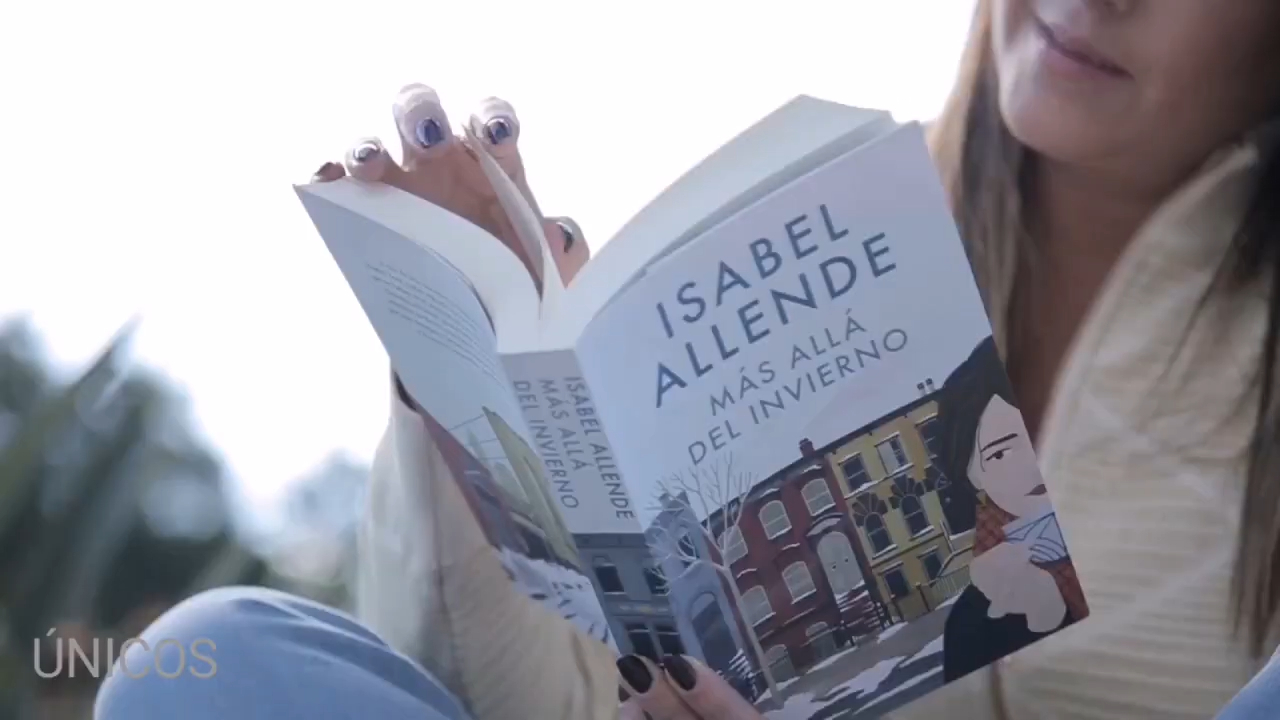 ISABEL
ALLENDE
MÁS ALLÁ
DEL INVIERNO
ISABEL ALLENDE
MÁS ALLÁ
DEL INVIERNO
ÚNICOS